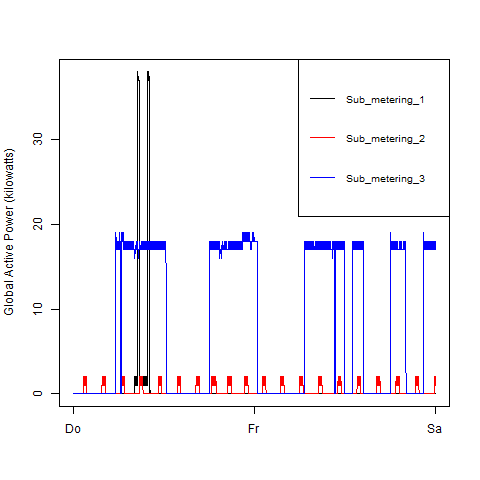 Global Active Power (kilowatts)
30
20
10
0
Sub_metering_1
Sub_metering_2
Sub_metering_3
Do Fr Sa